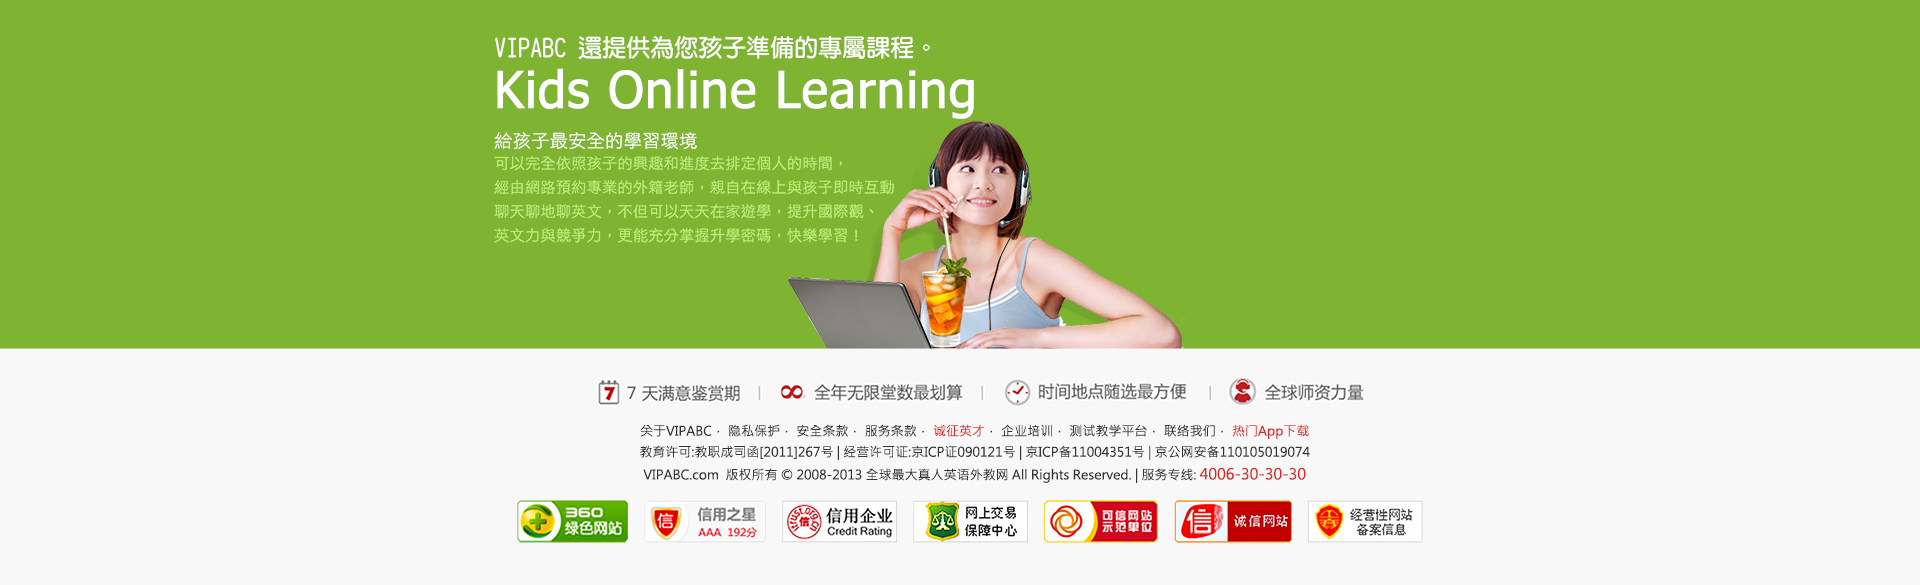 VIPABC 還提供為您孩子準備的專屬課程。
Kids Online Learning
給孩子最安全的學習環境
可以完全依照孩子的興趣和進度去排定個人的時間，
經由網路預約專業的外籍老師，親自在線上與孩子即時互動
聊天聊地聊英文，不但可以天天在家遊學，提升國際觀、
英文力與競爭力，更能充分掌握升學密碼，快樂學習！
7 7 天满意鉴赏期 | 全年无限堂数最划算 | 时间地点随选最方便 | 全球师资力量
关于VIPABC · 隐私保护 · 安全条款 · 服务条款 · 诚征英才 · 企业培训 · 测试教学平台 · 联络我们 · 热门App下载
教育许可:教职成司函[2011]267号 | 经营许可证:京ICP证090121号 | 京ICP备11004351号 | 京公网安备110105019074
VIPABC.com 版权所有 © 2008-2013 全球最大真人英语外教网 All Rights Reserved. | 服务专线: 4006-30-30-30
360
绿色网站
信
信用之星
AAA 192分
信
信用企业
Credit Rating
网上交易
保障中心
可信网站
示范单位
信
诚信网站
经营性网站
备案信息